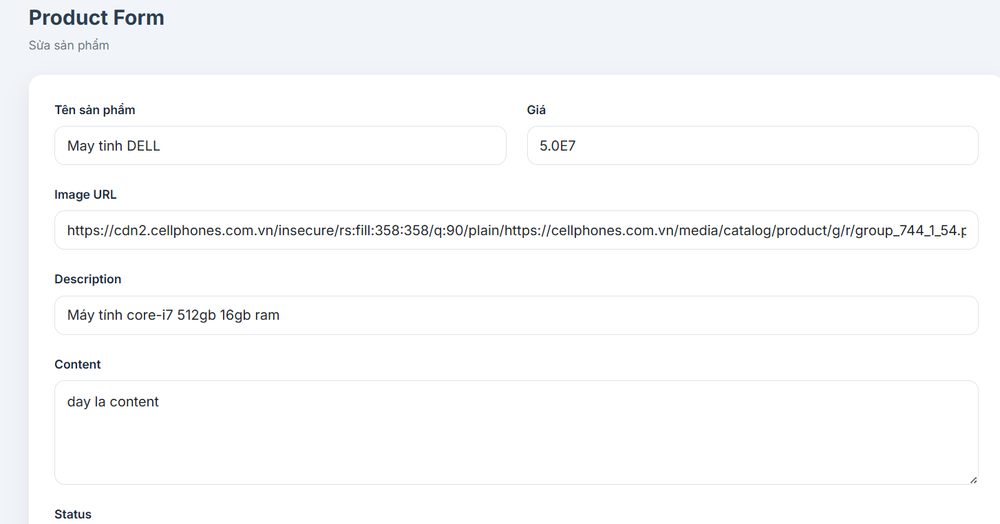 Product Form
Sửa sản phẩm
Tên sản phẩm
Giá
May tinh DELL
5.0E7
Image URL
https://cdn2.cellphones.com.vn/insecure/rs:fill:358:358/q:90/plain/https://cellphones.com.vn/media/catalog/product/g/r/group_744_1_54.p
Description
Máy tính core-i7 512gb 16gb ram
Content
day la content
Status